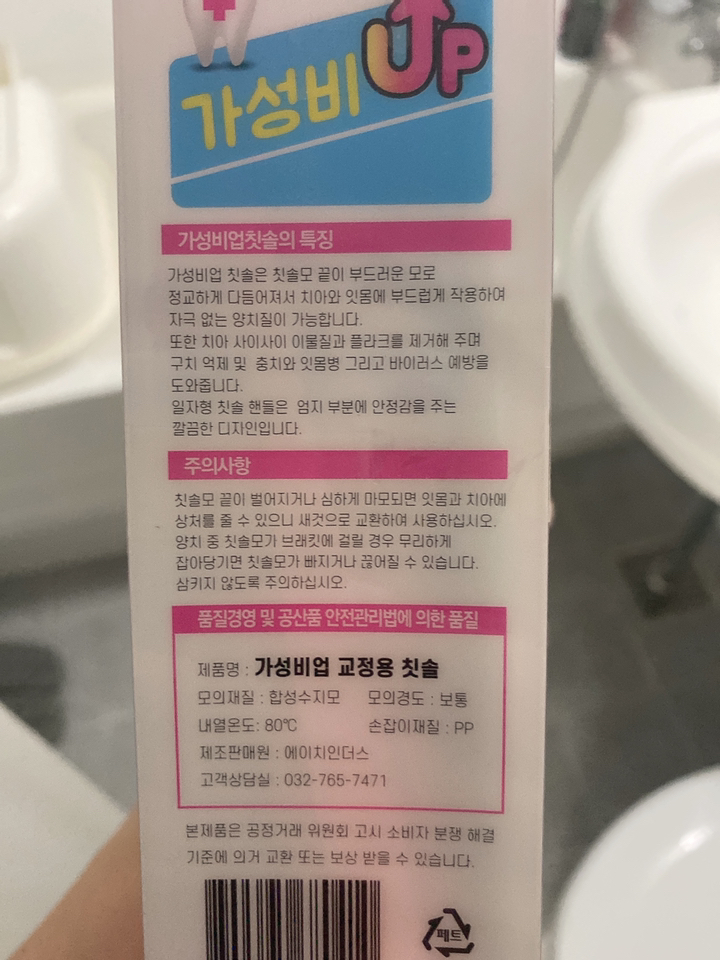 가성비UP
가성비업칫솔의 특징
가성비업 칫솔은 칫솔모 끝이 부드러운 모로
정교하게 다듬어져서 치아와 잇몸에 부드럽게 작용하여
자극 없는 양치질이 가능합니다.
또한 치아 사이사이 이물질과 플라크를 제거해 주며
구치 억제 및 충치와 잇몸병 그리고 바이러스 예방을
도와줍니다.
일자형 칫솔 핸들은 엄지 부분에 안정감을 주는
깔끔한 디자인입니다.
주의사항
칫솔모 끝이 벌어지거나 심하게 마모되면 잇몸과 치아에
상처를 줄 수 있으니 새것으로 교환하여 사용하십시오.
양치 중 칫솔모가 브래킷에 걸릴 경우 무리하게
잡아당기면 칫솔모가 빠지거나 끊어질 수 있습니다.
삼키지 않도록 주의하십시오.
품질경영 및 공산품 안전관리법에 의한 품질
제품명 : 가성비업 교정용 칫솔
모의재질 : 합성수지모 모의경도 : 보통
내열온도: 80℃ 손잡이재질 : PP
제조판매원 : 에이치인더스
고객상담실 : 032-765-7471
본제품은 공정거래 위원회 고시 소비자 분쟁 해결
기준에 의거 교환 또는 보상 받을 수 있습니다.
페트